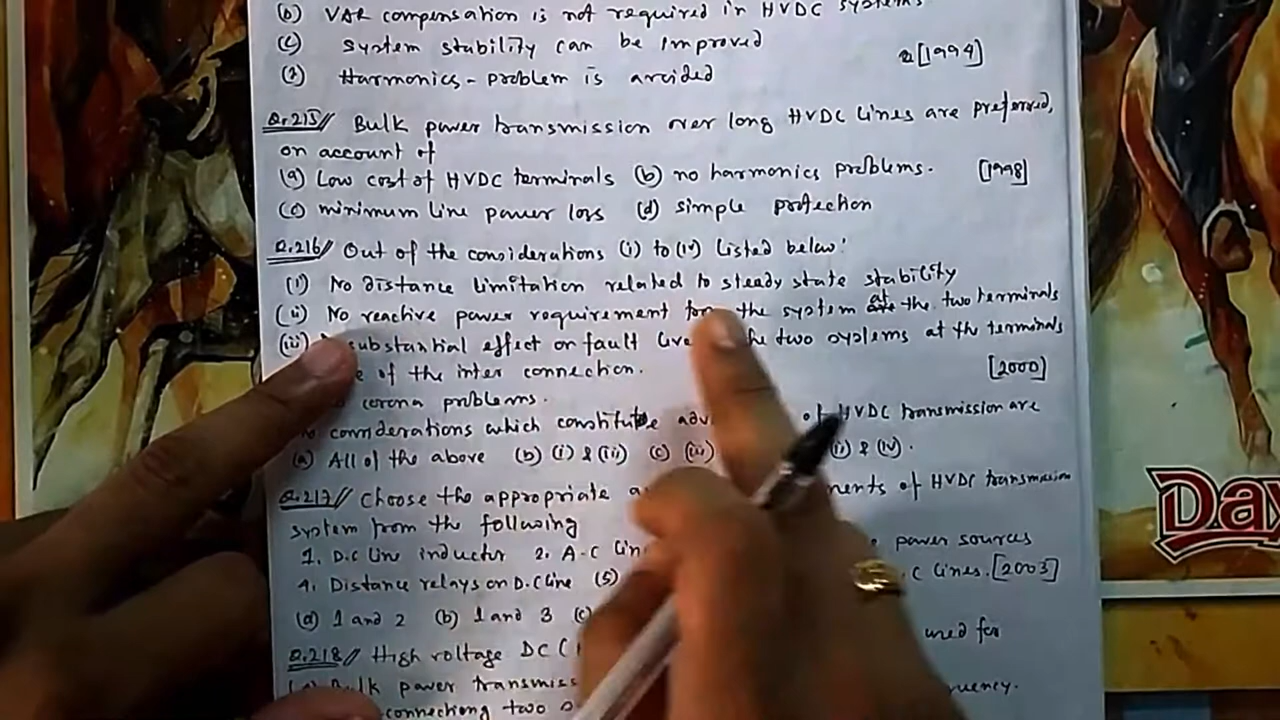 (b) VAR compensation is not required in HVDC systems
(c) System stability can be improved
(d) Harmonics - problem is avoided [1994]
Q.215// Bulk power transmission over long HVDC lines are preferred,
on account of
(a) Low cost of HVDC terminals (b) no harmonics problems. [1998]
(c) minimum line power loss (d) simple protection
Q.216// Out of the considerations (i) to (iv) listed below:
(i) No distance limitation related to steady state stability
(ii) No reactive power requirement for the system at the two terminals
(iii) substantial effect on fault the two systems at the terminals
of the inter connection. [2000]
corona problems.
considerations which constitute of HVDC transmission are
(a) All of the above (b) (i) & (iii) (c) (iii) & (iv).
Q.217// Choose the appropriate of HVDC transmission
system from the following
1. D.C line inductor 2. A.C power sources
4. Distance relays on D.C line (5) C lines. [2003]
(a) 1 and 2 (b) 1 and 3 (c)
Q.218// High voltage DC ( used for
Bulk power
connecting two
Day